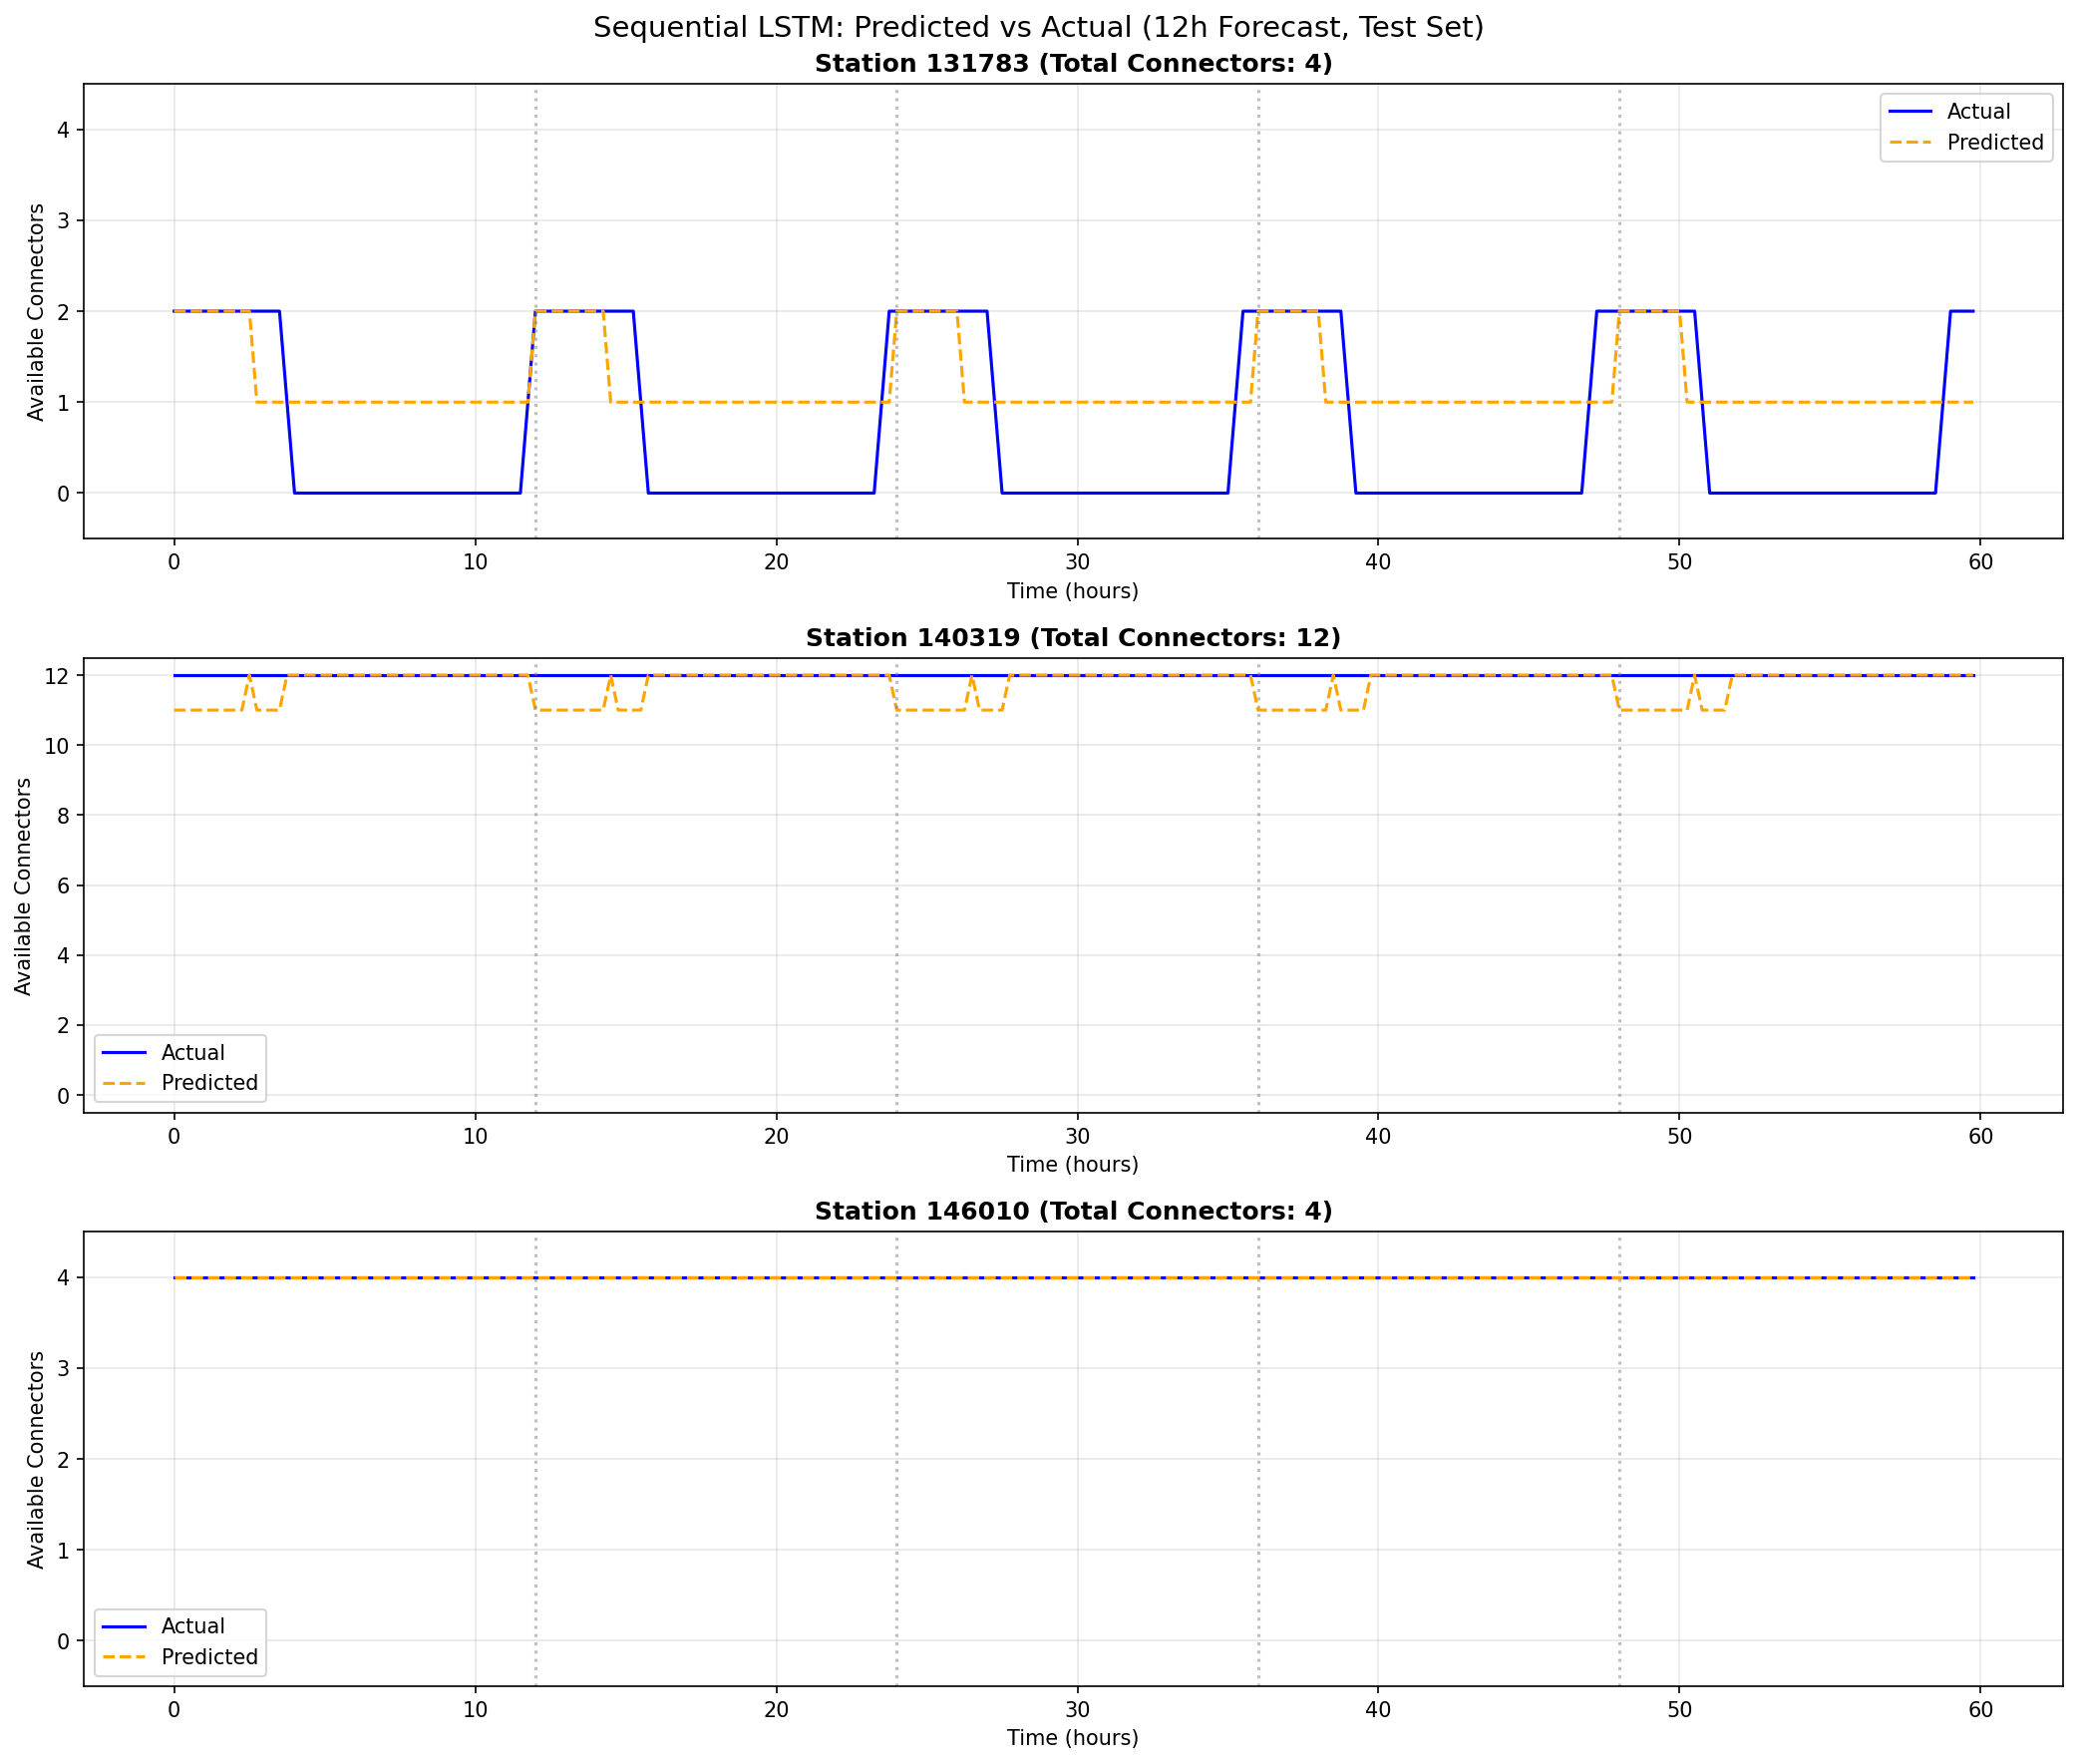 Sequential LSTM: Predicted vs Actual (12h Forecast, Test Set)
Station 131783 (Total Connectors: 4)
Available Connectors
4
3
2
1
0
Actual
Predicted
0 10 20 30 40 50 60
Time (hours)
Station 140319 (Total Connectors: 12)
Available Connectors
12
10
8
6
4
2
0
Actual
Predicted
0 10 20 30 40 50 60
Time (hours)
Station 146010 (Total Connectors: 4)
Available Connectors
4
3
2
1
0
Actual
Predicted
0 10 20 30 40 50 60
Time (hours)